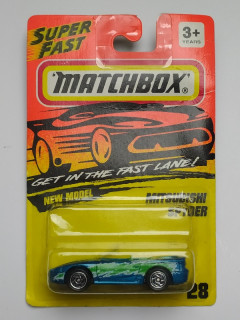 SUPER
FAST
3+
YEARS
MATCHBOX®
GET IN THE FAST LANE!
NEW MODEL
MITSUBISHI
SPYDER
28